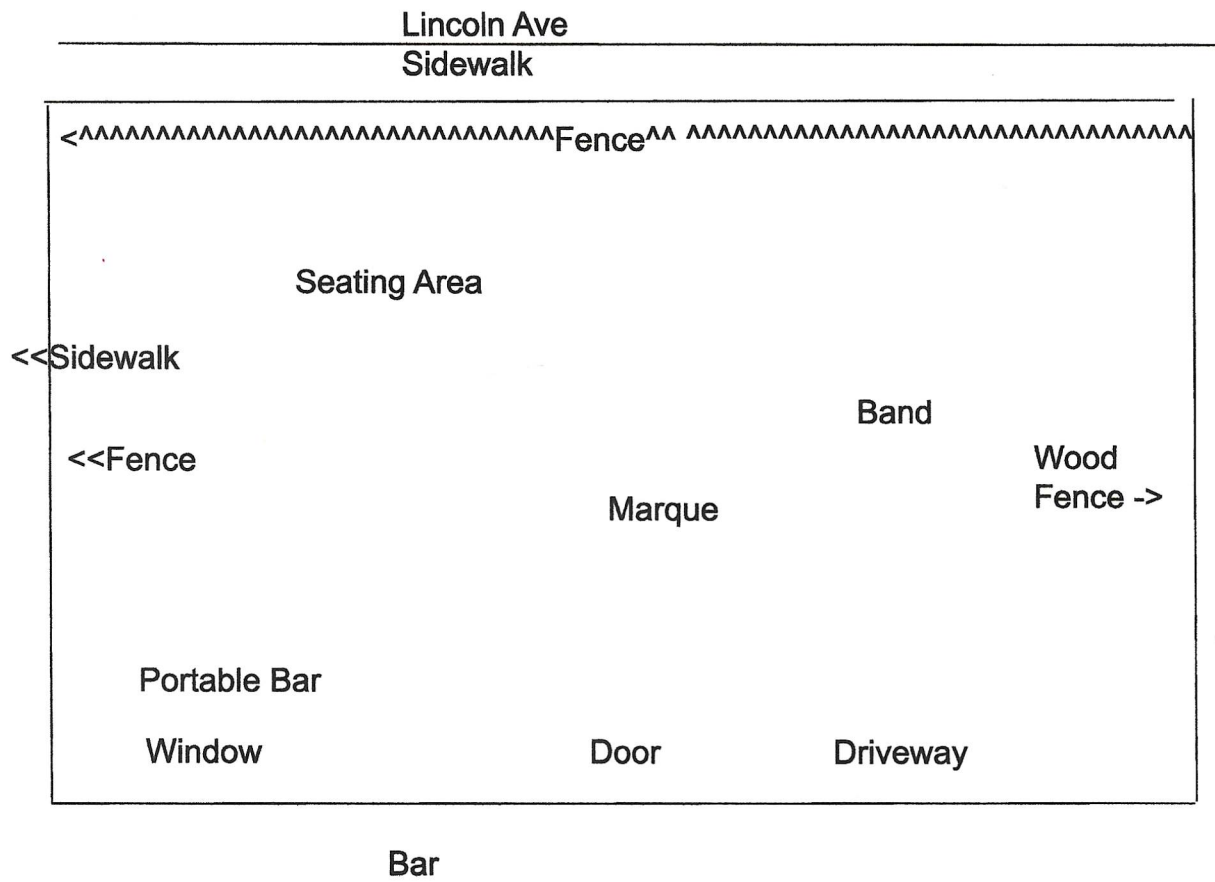 Lincoln Ave
Sidewalk
<^^^^^^^^^^^^^^^^^^^^^^^^^^^^^^^Fence^^ ^^^^^^^^^^^^^^^^^^^^^^^^^^^^^^^^^
Seating Area
<<Sidewalk
Band
<<Fence
Wood
Fence ->
Marque
Portable Bar
Window Door Driveway
Bar